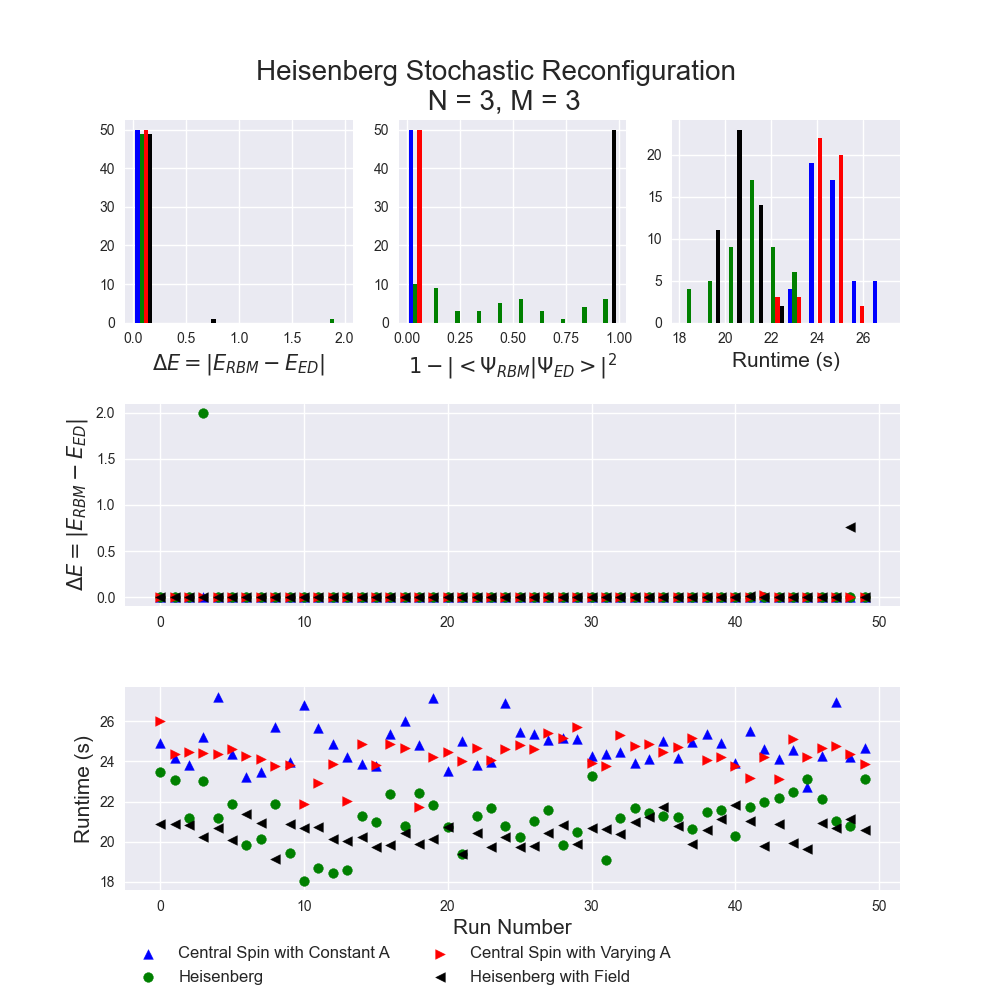 Heisenberg Stochastic Reconfiguration
N = 3, M = 3
50
40
30
20
10
0
0.0 0.5 1.0 1.5 2.0
ΔE = |E_RBM − E_ED|
50
40
30
20
10
0
0.00 0.25 0.50 0.75 1.00
1 − | < Ψ_RBM|Ψ_ED > |²
20
15
10
5
0
18 20 22 24 26
Runtime (s)
ΔE = |E_RBM − E_ED|
2.0
1.5
1.0
0.5
0.0
0 10 20 30 40 50
Runtime (s)
26
24
22
20
18
0 10 20 30 40 50
Run Number
Central Spin with Constant A Central Spin with Varying A
Heisenberg Heisenberg with Field